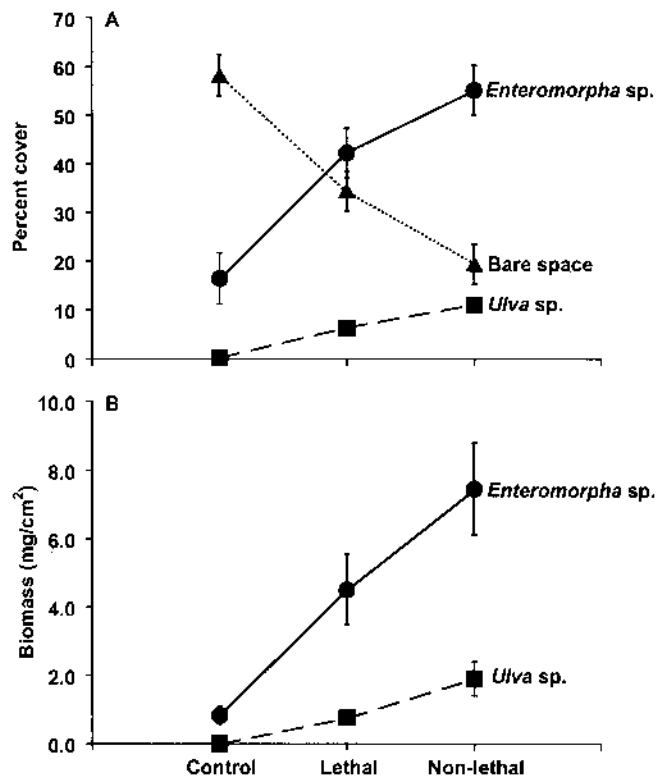 70
A
60
Enteromorpha sp.
50
40
Percent cover
30
20
Bare space
10
Ulva sp.
0
10.0
B
8.0
Enteromorpha sp.
6.0
Biomass (mg/cm²)
4.0
2.0
Ulva sp.
0.0
Control Lethal Non-lethal